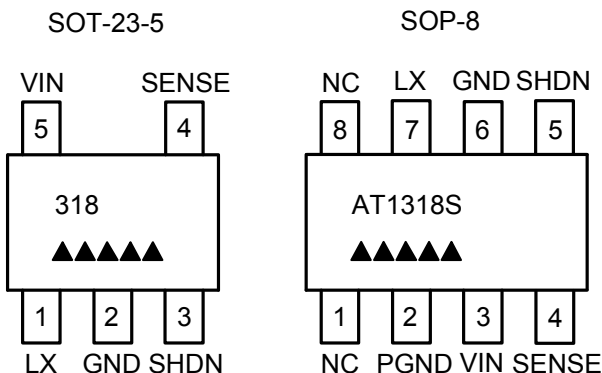 SOT-23-5 SOP-8
VIN SENSE NC LX GND SHDN
5 4 8 7 6 5
318 AT1318S
▲▲▲▲▲ ▲▲▲▲▲
1 2 3 1 2 3 4
LX GND SHDN NC PGND VIN SENSE